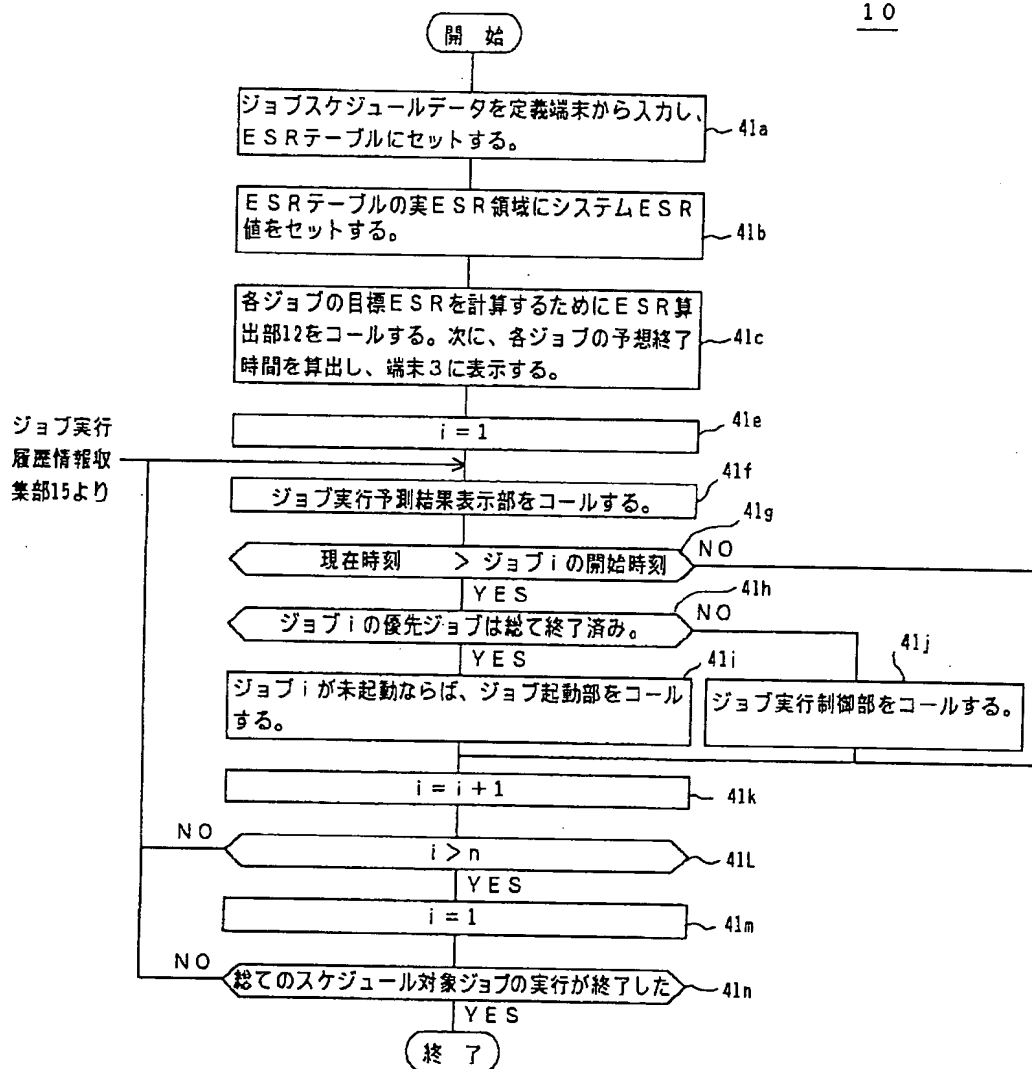 10
開 始
ジョブスケジュールデータを定義端末から入力し、
ESRテーブルにセットする。
41a
ESRテーブルの実ESR領域にシステムESR
値をセットする。
41b
各ジョブの目標ESRを計算するためにESR算
出部12をコールする。次に、各ジョブの予想終了
時間を算出し、端末3に表示する。
41c
i=1
41e
ジョブ実行
履歴情報収
集部15より
41f
ジョブ実行予測結果表示部をコールする。
41g
現在時刻 > ジョブiの開始時刻
NO
YES
41h
ジョブiの優先ジョブは総て終了済み。
NO
YES
41i
41j
ジョブiが未起動ならば、ジョブ起動部をコール
する。
ジョブ実行制御部をコールする。
i=i+1
41k
NO
i>n
41L
YES
i=1
41m
NO
総てのスケジュール対象ジョブの実行が終了した
41n
YES
終 了